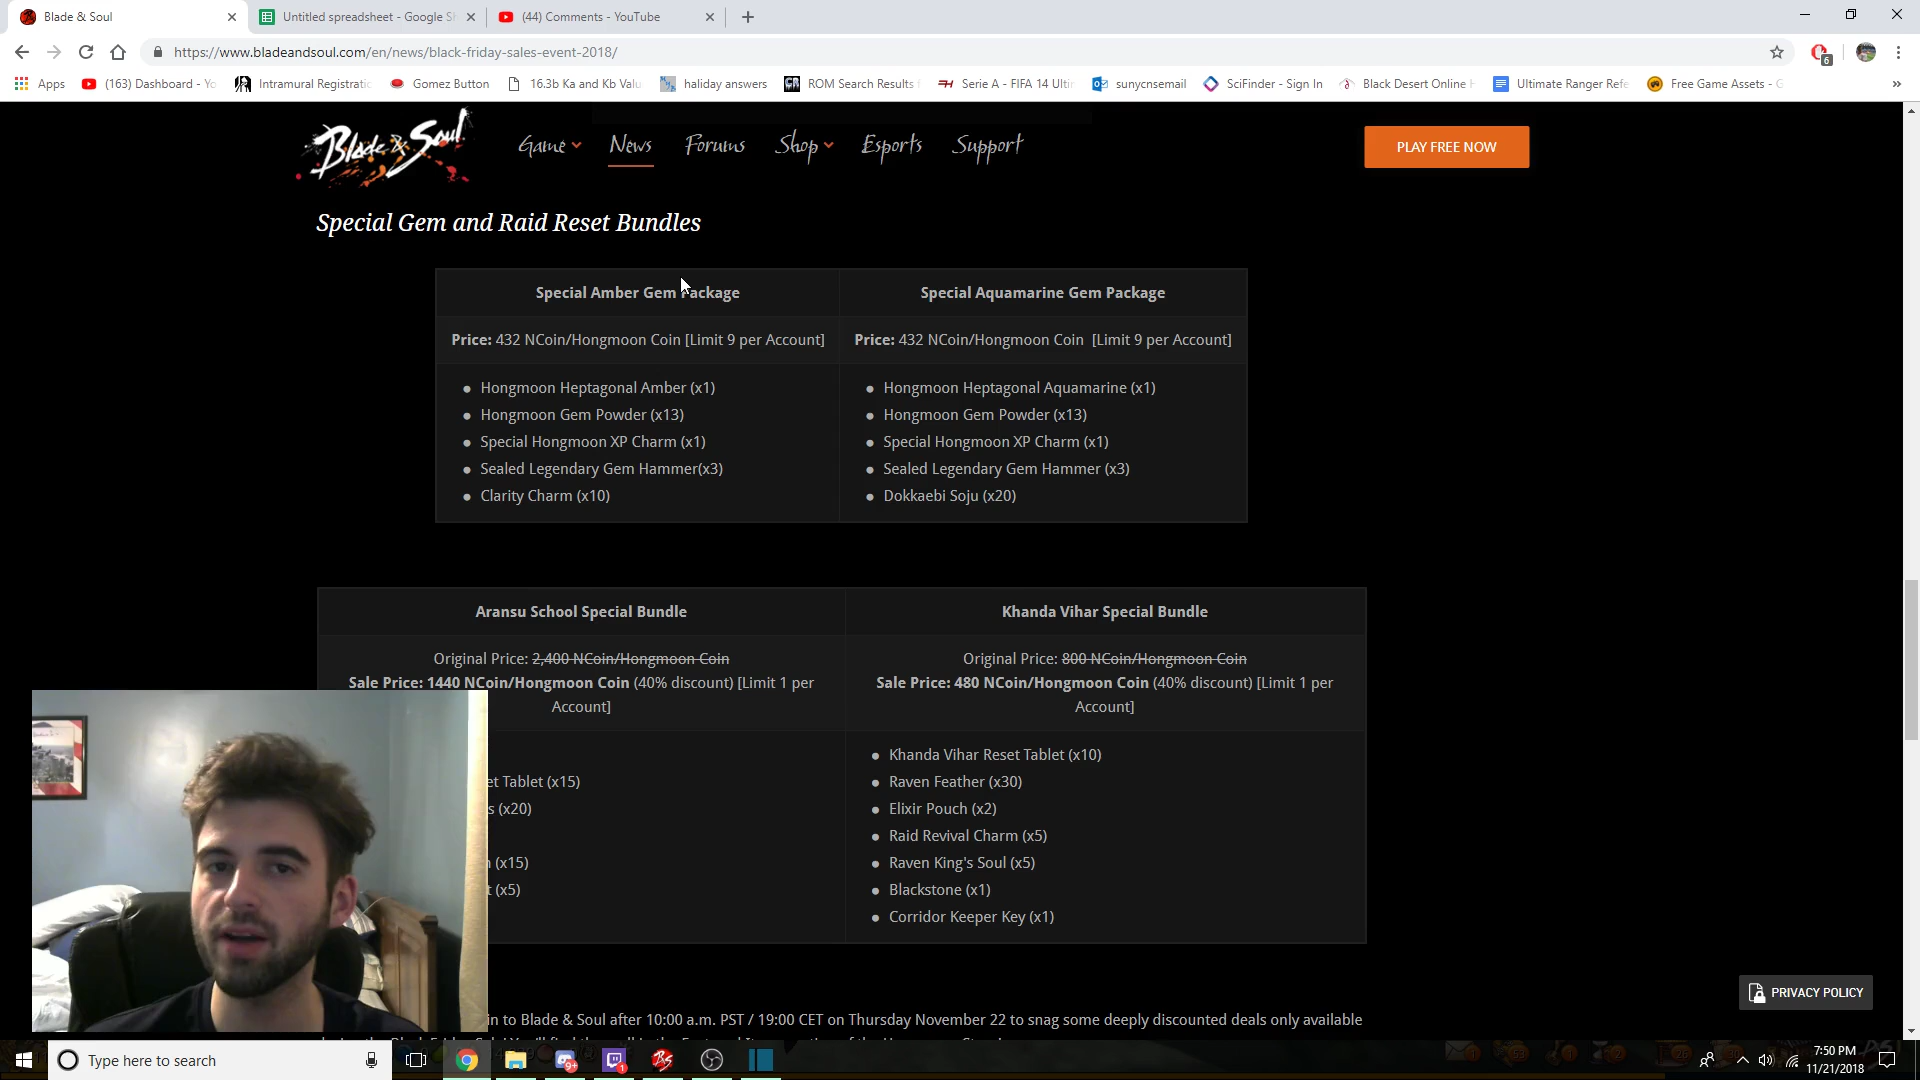 Blade & Soul
Untitled spreadsheet - Google S
(44) Comments - YouTube
https://www.bladeandsoul.com/en/news/black-friday-sales-event-2018/
6
Apps
(163) Dashboard - Yo
Intramural Registratio
Gomez Button
16.3b Ka and Kb Valu
haliday answers
ROM Search Results
Serie A - FIFA 14 Ultim
sunycnsemail
SciFinder - Sign In
Black Desert Online
Ultimate Ranger Refe
Free Game Assets - G
Blade & Soul
Game
News
Forums
Shop
Esports
Support
PLAY FREE NOW
Special Gem and Raid Reset Bundles
Special Amber Gem Package
Special Aquamarine Gem Package
Price: 432 NCoin/Hongmoon Coin [Limit 9 per Account]
Price: 432 NCoin/Hongmoon Coin [Limit 9 per Account]
Hongmoon Heptagonal Amber (x1)
Hongmoon Gem Powder (x13)
Special Hongmoon XP Charm (x1)
Sealed Legendary Gem Hammer(x3)
Clarity Charm (x10)
Hongmoon Heptagonal Aquamarine (x1)
Hongmoon Gem Powder (x13)
Special Hongmoon XP Charm (x1)
Sealed Legendary Gem Hammer (x3)
Dokkaebi Soju (x20)
Aransu School Special Bundle
Khanda Vihar Special Bundle
Original Price: 2,400 NCoin/Hongmoon Coin
Sale Price: 1440 NCoin/Hongmoon Coin (40% discount) [Limit 1 per
Account]
Original Price: 800 NCoin/Hongmoon Coin
Sale Price: 480 NCoin/Hongmoon Coin (40% discount) [Limit 1 per
Account]
et Tablet (x15)
s (x20)
(x15)
t (x5)
Khanda Vihar Reset Tablet (x10)
Raven Feather (x30)
Elixir Pouch (x2)
Raid Revival Charm (x5)
Raven King's Soul (x5)
Blackstone (x1)
Corridor Keeper Key (x1)
PRIVACY POLICY
in to Blade & Soul after 10:00 a.m. PST / 19:00 CET on Thursday November 22 to snag some deeply discounted deals only available
Type here to search
9+
1
7:50 PM
11/21/2018